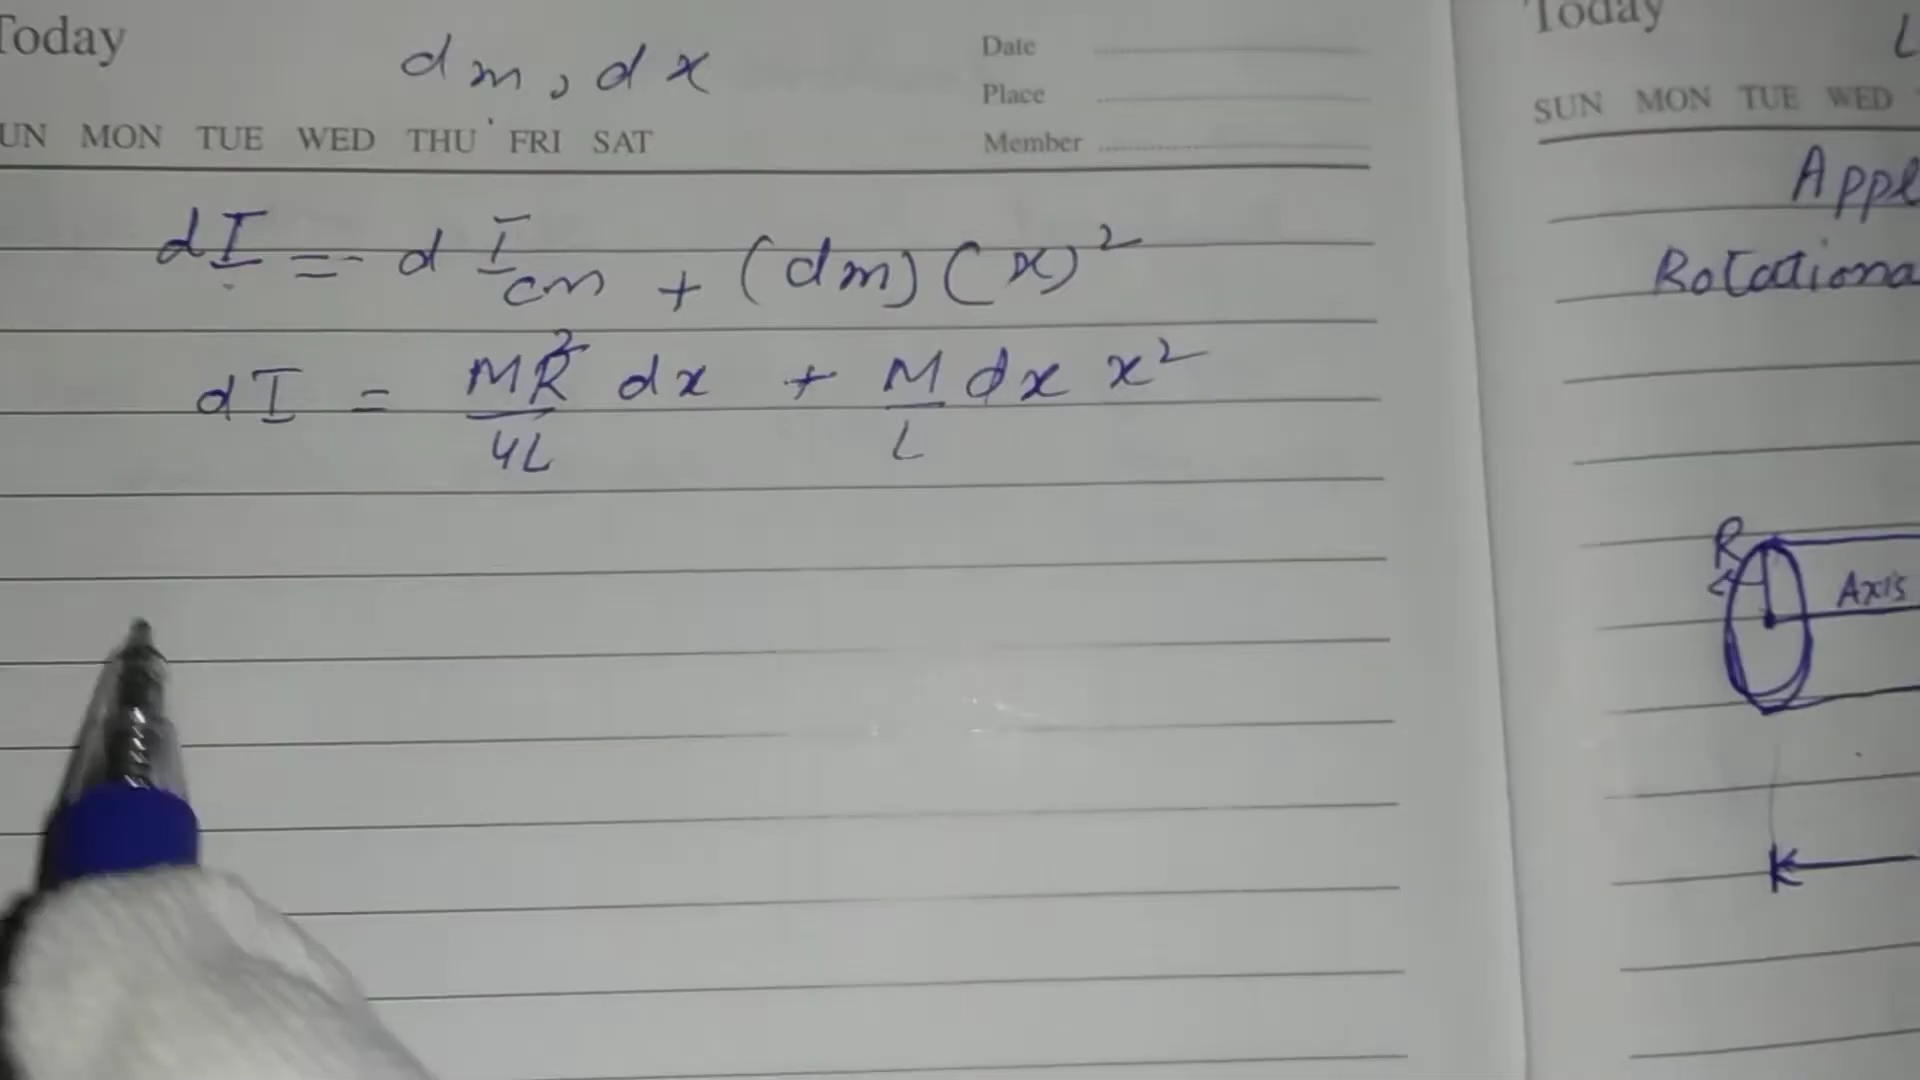 Today
dm, dx
Date
Place
UN MON TUE WED THU FRI SAT
Member
dI = dI_cm + (dm)(x)²
dI = MR²/4L dx + M/L dx x²
Today
L
SUN MON TUE WED
Appl
Rotationa
R
Axis